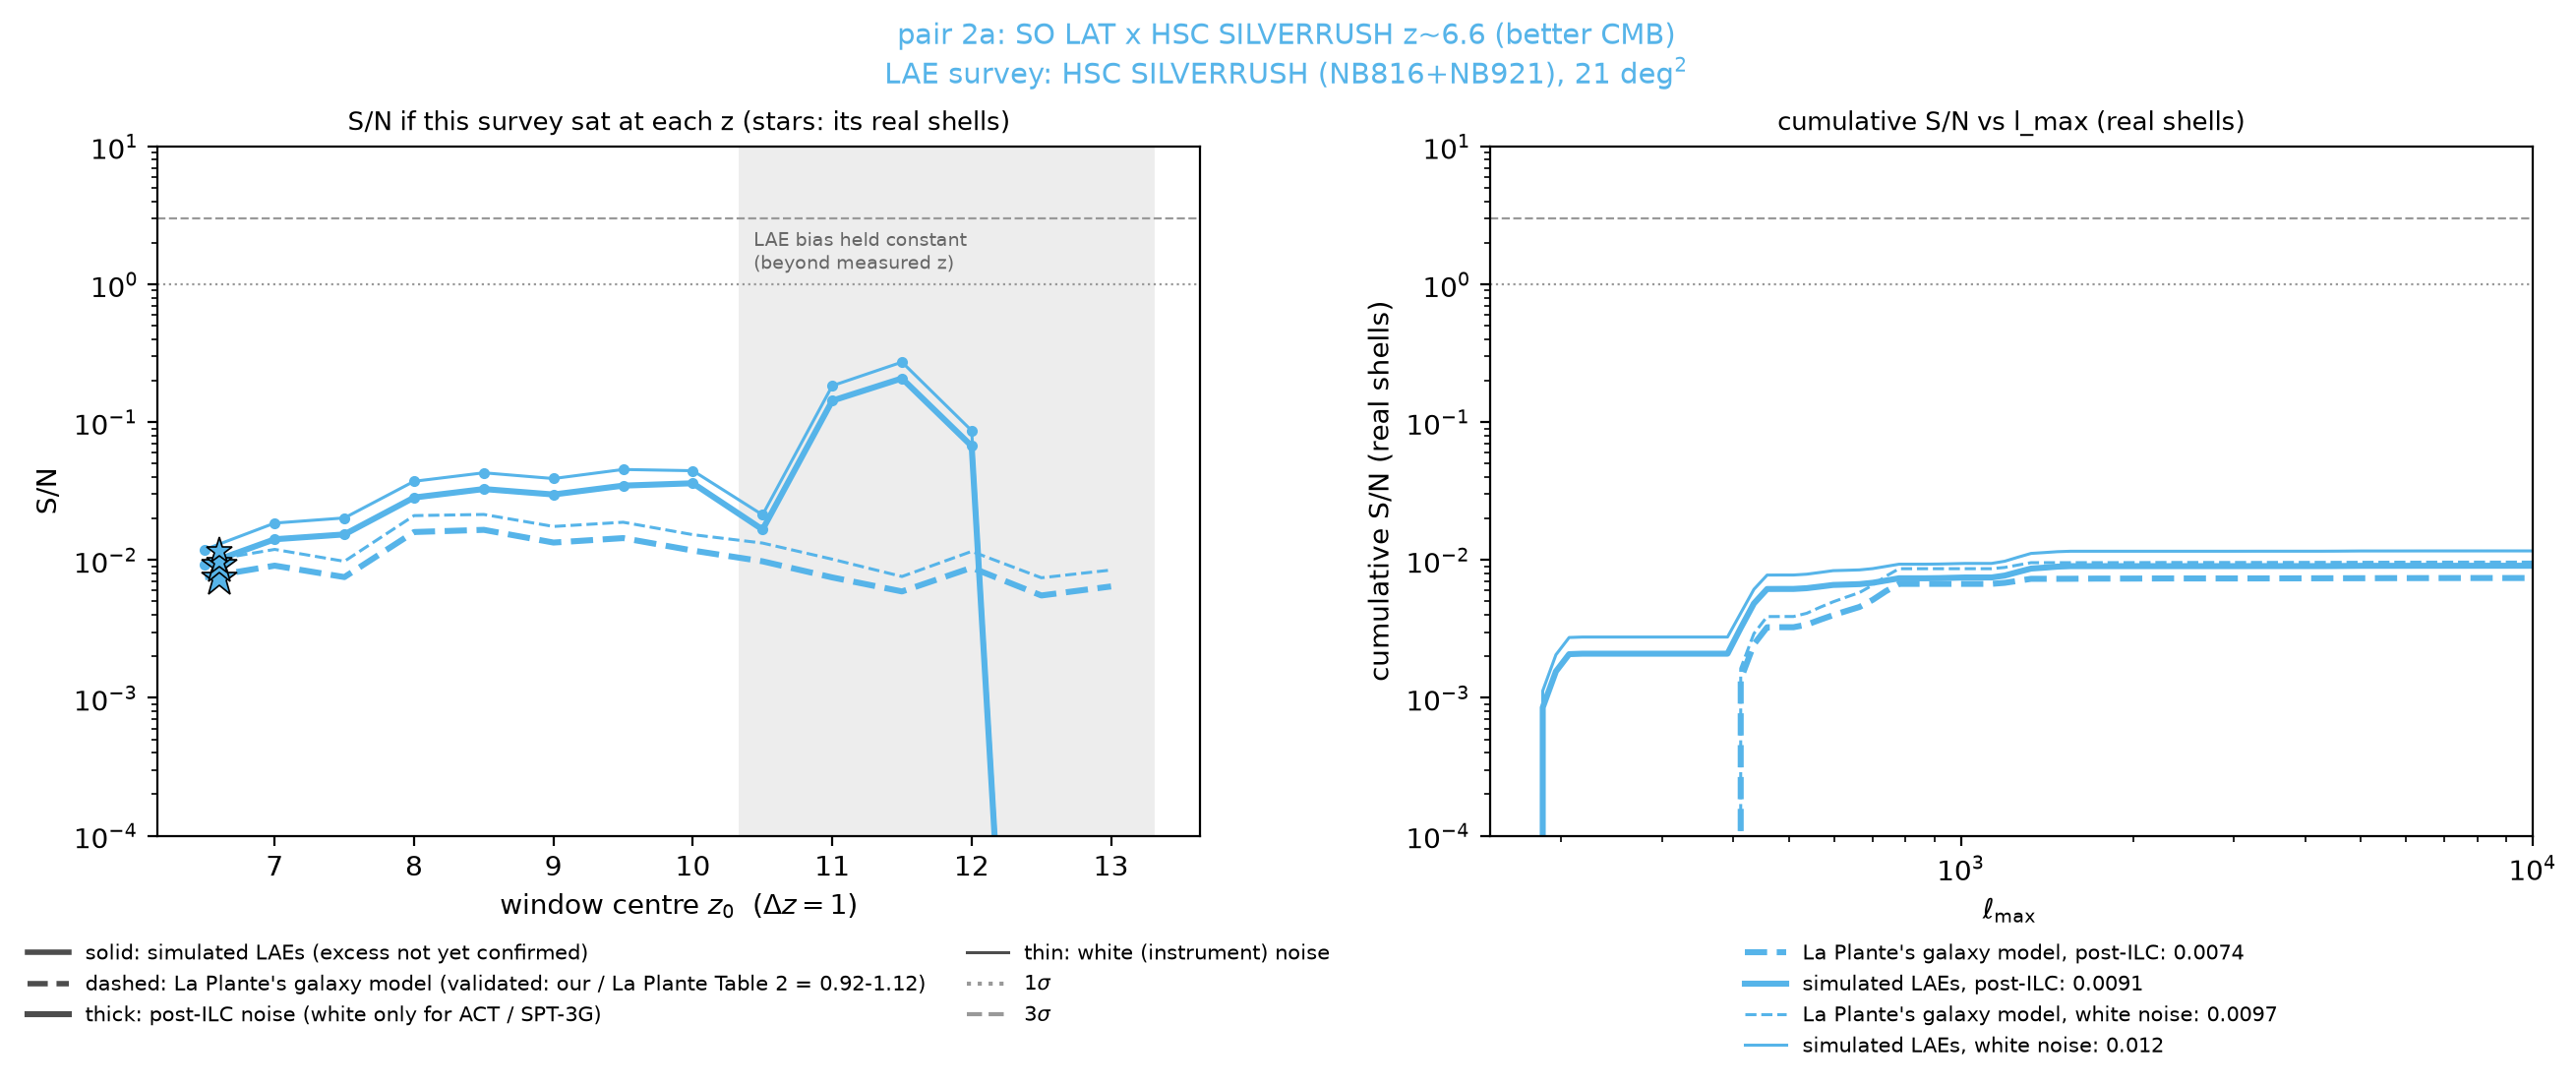 pair 2a: SO LAT x HSC SILVERRUSH z~6.6 (better CMB)
LAE survey: HSC SILVERRUSH (NB816+NB921), 21 deg²
S/N if this survey sat at each z (stars: its real shells)
10¹
10⁰
10⁻¹
10⁻²
10⁻³
10⁻⁴
S/N
LAE bias held constant
(beyond measured z)
7 8 9 10 11 12 13
window centre z₀ (Δz = 1)
cumulative S/N vs l_max (real shells)
10¹
10⁰
10⁻¹
10⁻²
10⁻³
10⁻⁴
cumulative S/N (real shells)
10³ 10⁴
ℓmax
solid: simulated LAEs (excess not yet confirmed)
dashed: La Plante's galaxy model (validated: our / La Plante Table 2 = 0.92-1.12)
thick: post-ILC noise (white only for ACT / SPT-3G)
thin: white (instrument) noise
1σ
3σ
La Plante's galaxy model, post-ILC: 0.0074
simulated LAEs, post-ILC: 0.0091
La Plante's galaxy model, white noise: 0.0097
simulated LAEs, white noise: 0.012